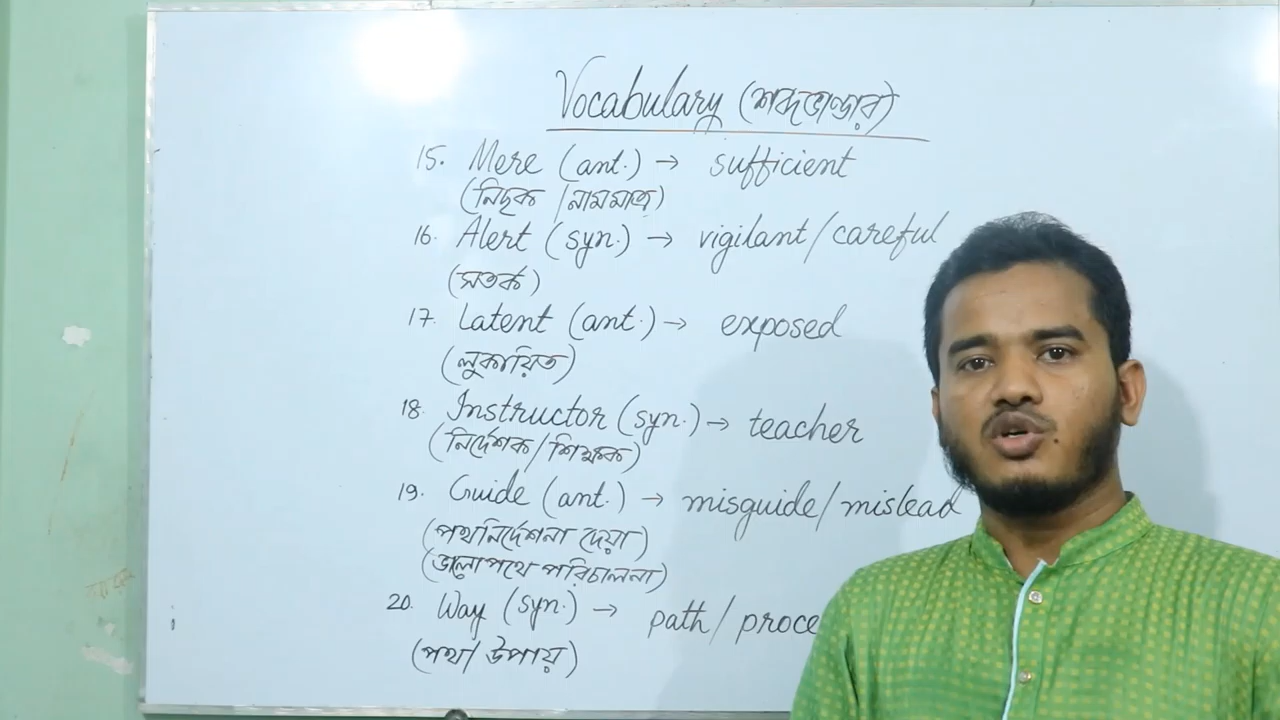 Vocabulary (শব্দভাণ্ডার)
15. Mere (ant.) → sufficient
(নিছক / নামমাত্র)
16. Alert (syn.) → vigilant/careful
(সতর্ক)
17. Latent (ant.) → exposed
(লুকায়িত)
18. Instructor (syn.) → teacher
(নির্দেশক/শিক্ষক)
19. Guide (ant.) → misguide/mislead
(পথনির্দেশনা দেয়া)
(ভালোপথে পরিচালনা)
20. Way (syn.) → path/
(পথ/ উপায়)